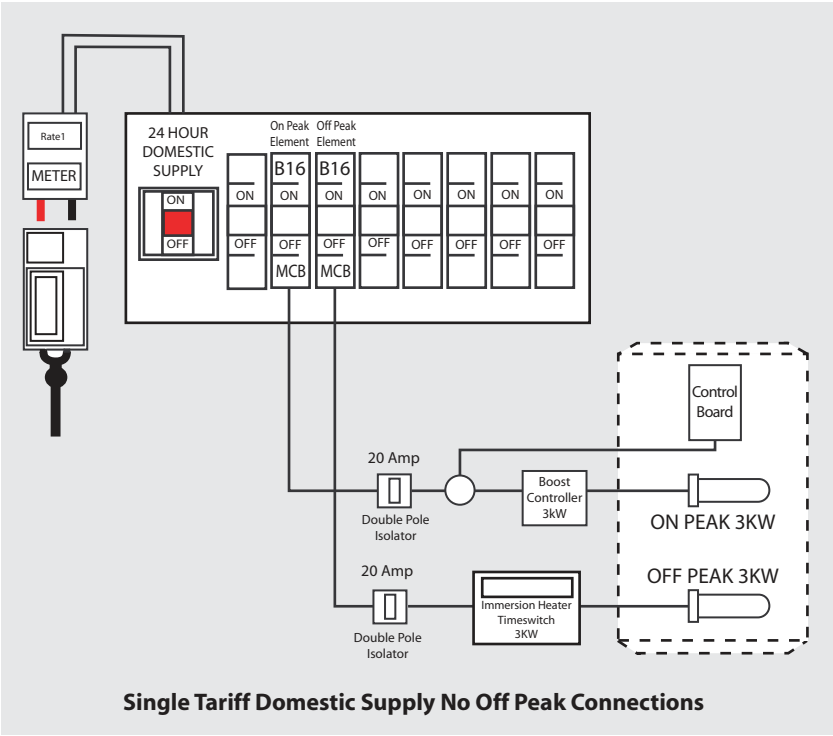 Rate1
METER
24 HOUR
DOMESTIC
SUPPLY
ON
OFF
On Peak
Element
Off Peak
Element
B16
B16
ON
ON
ON
ON
ON
ON
ON
ON
OFF
OFF
OFF
OFF
OFF
OFF
OFF
OFF
MCB
MCB
Control
Board
20 Amp
Double Pole
Isolator
Boost
Controller
3kW
ON PEAK 3KW
20 Amp
Double Pole
Isolator
Immersion Heater
Timeswitch
3KW
OFF PEAK 3KW
Single Tariff Domestic Supply No Off Peak Connections